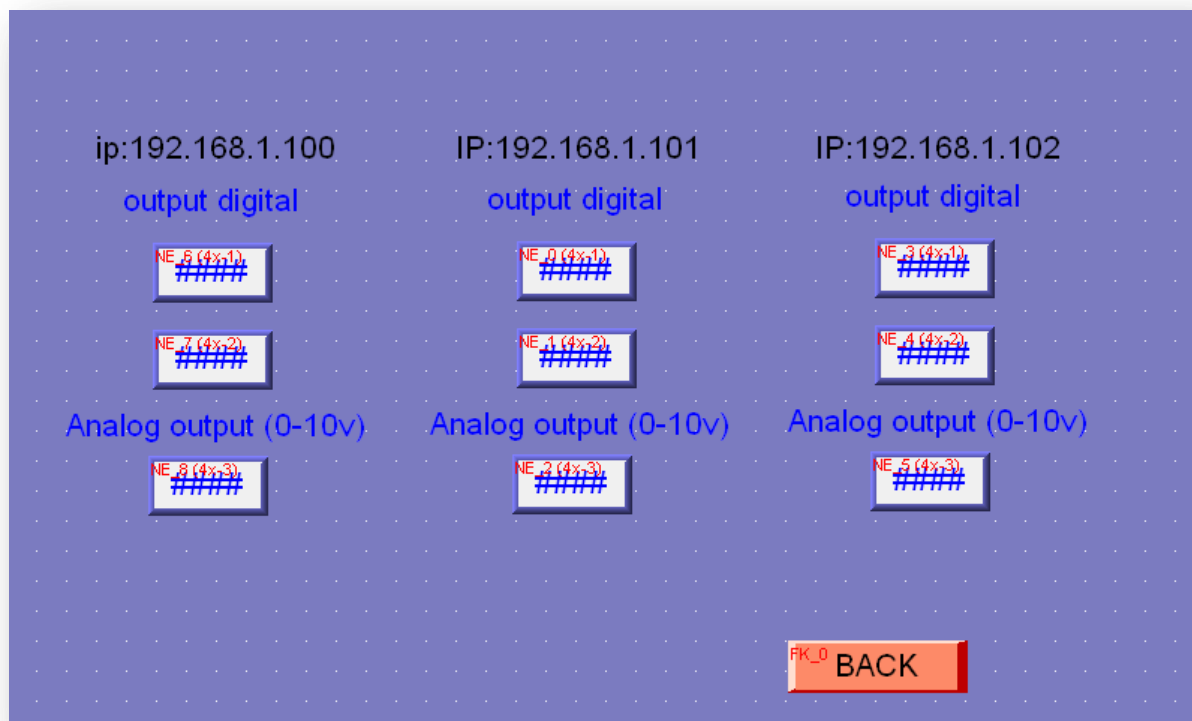 ip:192.168.1.100 IP:192.168.1.101 IP:192.168.1.102
output digital output digital output digital
NE_6 (4x-1) NE_0 (4x-1) NE_3 (4x-1)
#### #### ####
NE_7 (4x-2) NE_1 (4x-2) NE_4 (4x-2)
#### #### ####
Analog output (0-10v) Analog output (0-10v) Analog output (0-10v)
NE_8 (4x-3) NE_2 (4x-3) NE_5 (4x-3)
#### #### ####
FK_0 BACK